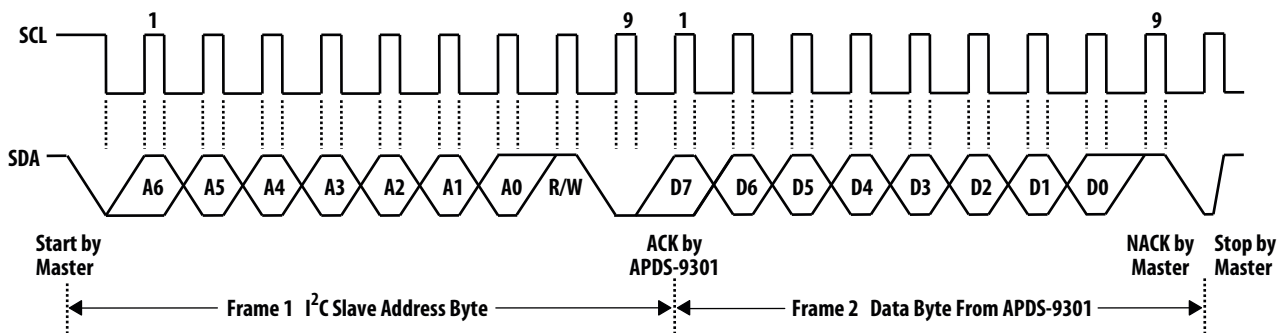 1 9 1 9
SCL
SDA A6 A5 A4 A3 A2 A1 A0 R/W D7 D6 D5 D4 D3 D2 D1 D0
Start by
Master
ACK by
APDS-9301
NACK by
Master
Stop by
Master
Frame 1 I²C Slave Address Byte
Frame 2 Data Byte From APDS-9301